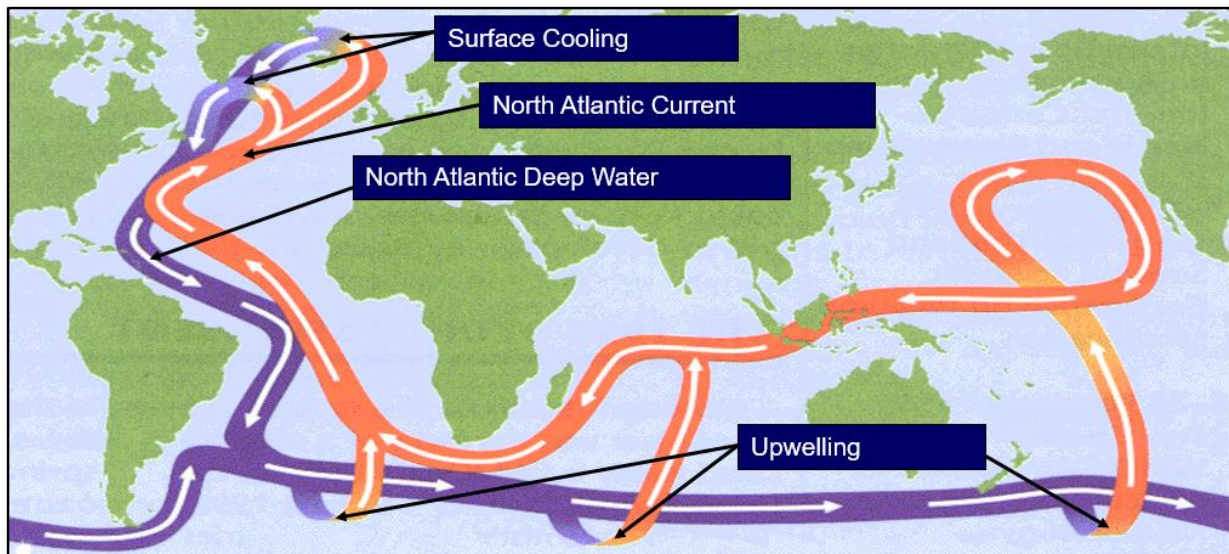 Surface Cooling
North Atlantic Current
North Atlantic Deep Water
Upwelling